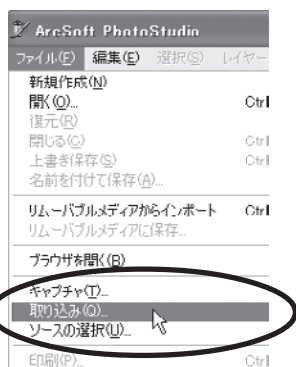 ArcSoft PhotoStudio
ファイル(F) 編集(E) 選択(S) レイヤー
新規作成(N)
開く(O)... Ctrl
復元(R)
閉じる(C) Ctrl
上書き保存(S) Ctrl
名前を付けて保存(A)...
リムーバブルメディアからインポート Ctrl
リムーバブルメディアに保存...
ブラウザを開く(B)
キャプチャ(T)...
取り込み(Q)...
ソースの選択(U)...
印刷(P)... Ctrl